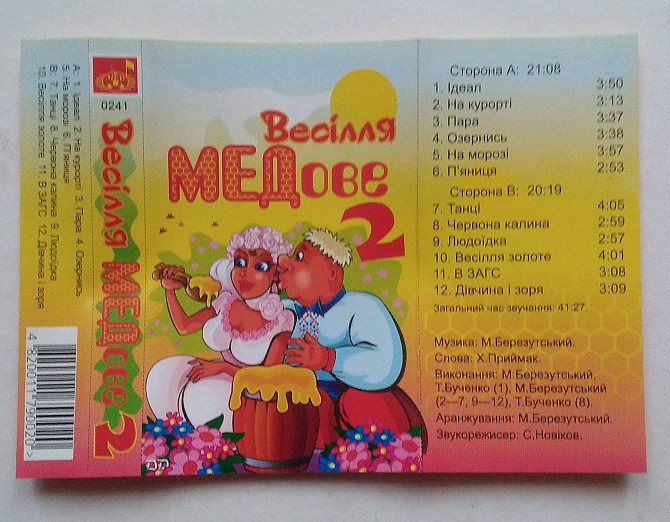 А: 1. Ідеал 2. На курорті 3. Пара 4. Озернись
5. На морозі 6. П'яниця
В: 7. Танці 8. Червона калина 9. Людоїдка
10. Весілля золоте 11. В ЗАГС 12. Дівчина і зоря
0241
Весілля МЕДове 2
4 820011 790020 >
Весілля
МЕДове
2
Сторона А: 21:08
1. Ідеал 3:50
2. На курорті 3:13
3. Пара 3:37
4. Озернись 3:38
5. На морозі 3:57
6. П'яниця 2:53
Сторона В: 20:19
7. Танці 4:05
8. Червона калина 2:59
9. Людоїдка 2:57
10. Весілля золоте 4:01
11. В ЗАГС 3:08
12. Дівчина і зоря 3:09
Загальний час звучання: 41:27.
Музика: М.Березутський.
Слова: Х.Приймак.
Виконання: М.Березутський,
Т.Бученко (1), М.Березутський
(2—7, 9—12), Т.Бученко (8).
Аранжування: М.Березутський.
Звукорежисер: С.Новіков.